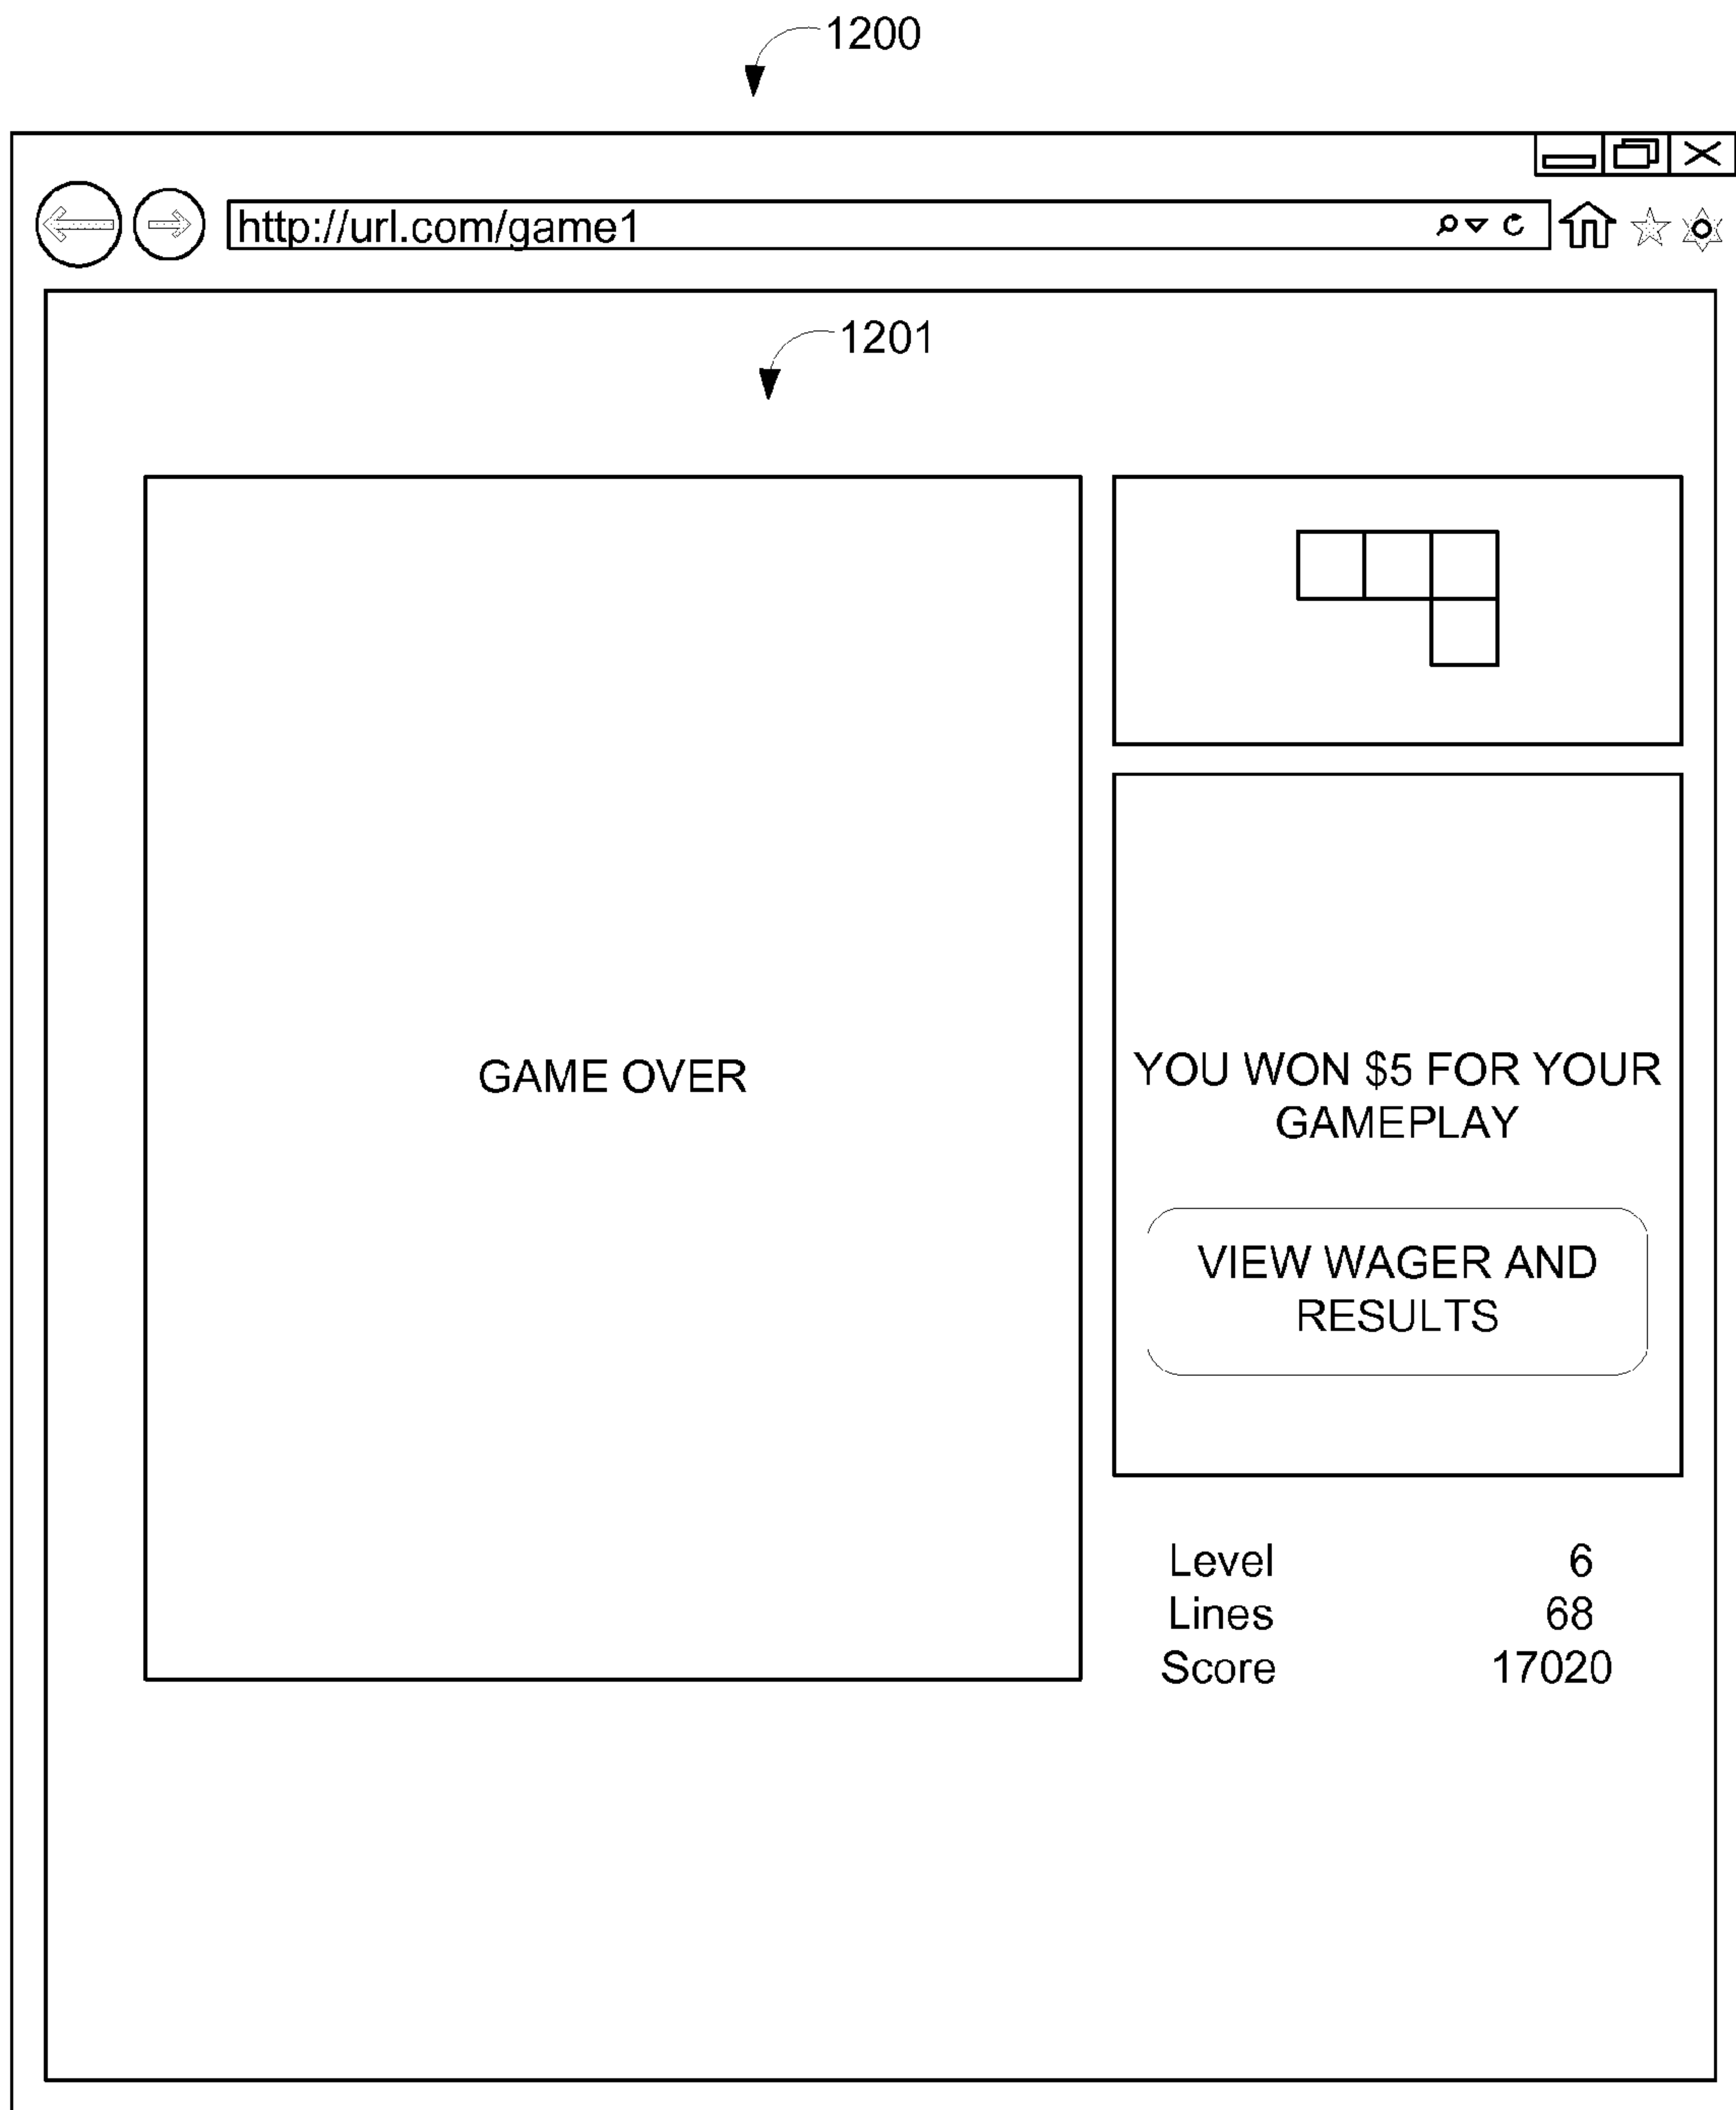 1200
http://url.com/game1
1201
GAME OVER
YOU WON $5 FOR YOUR
GAMEPLAY
VIEW WAGER AND
RESULTS
Level 6
Lines 68
Score 17020